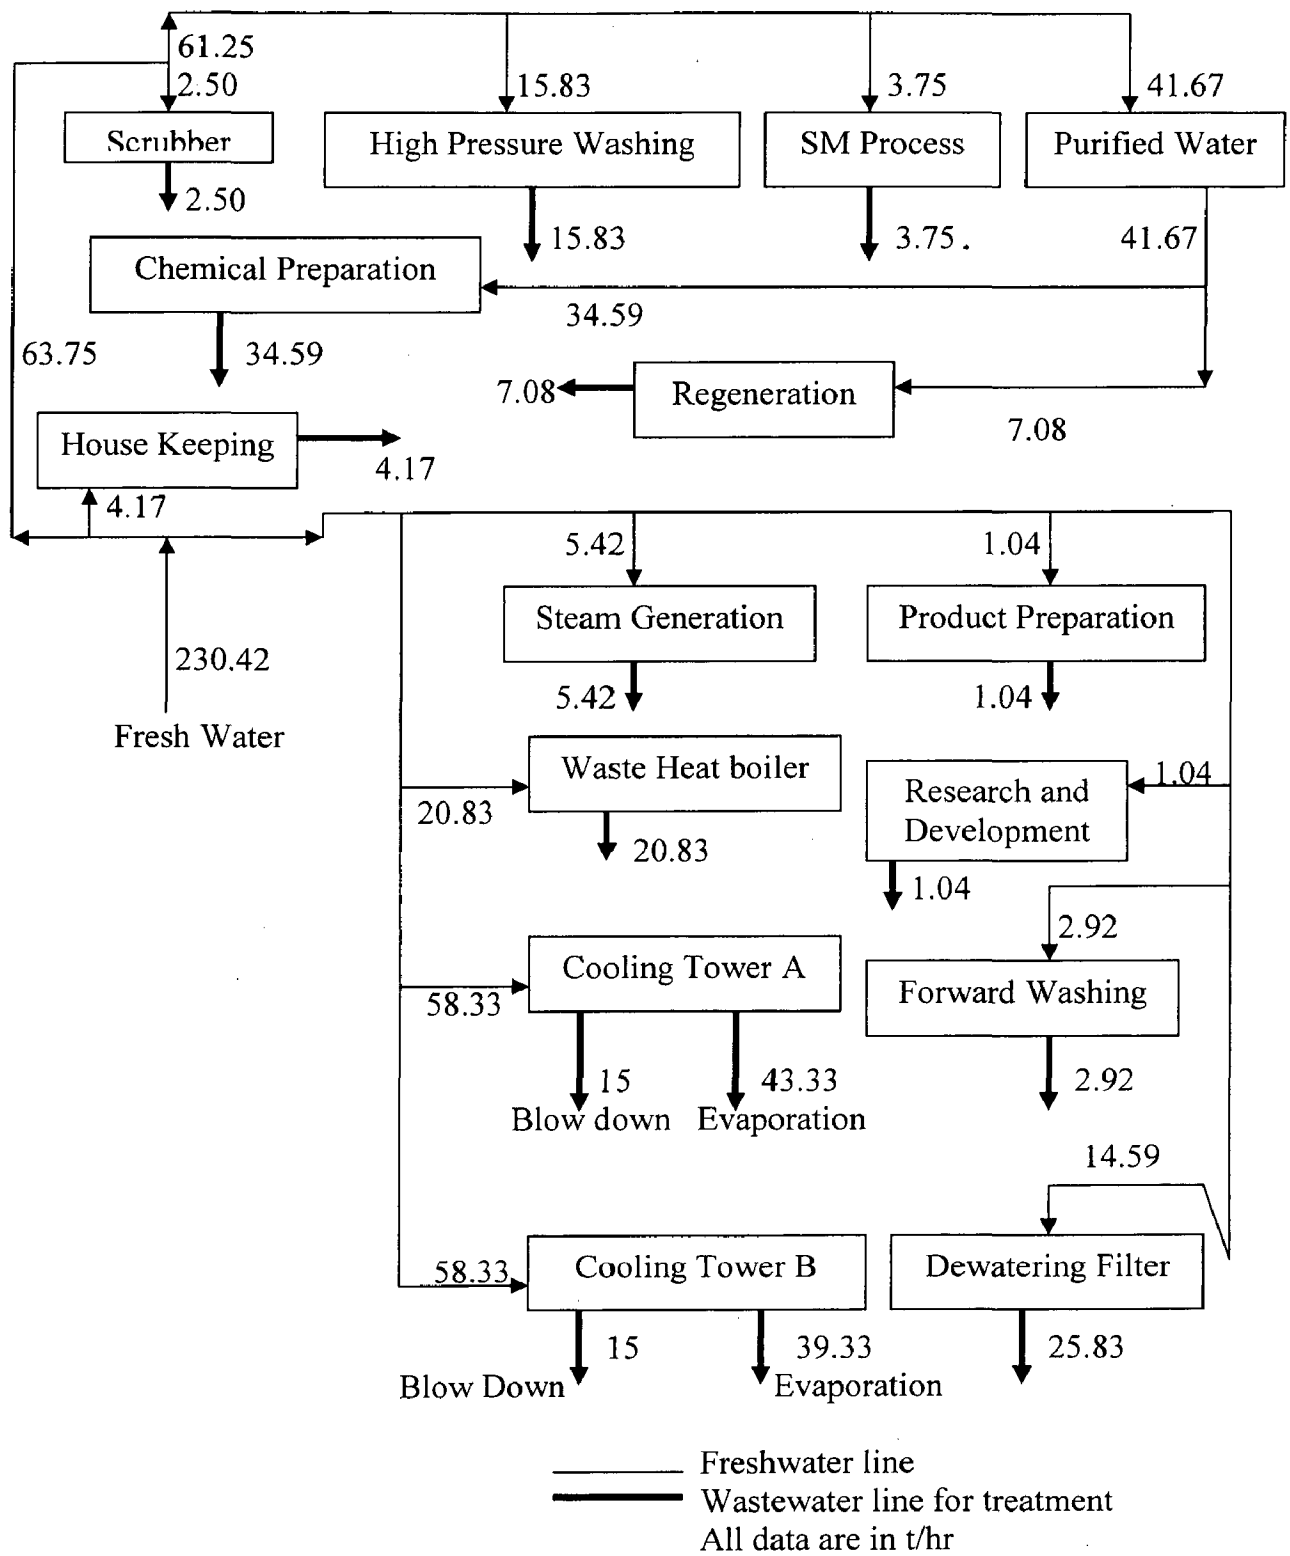 61.25
2.50
15.83
3.75
41.67
Scrubber
High Pressure Washing
SM Process
Purified Water
2.50
15.83
3.75.
41.67
Chemical Preparation
34.59
34.59
63.75
7.08
Regeneration
7.08
House Keeping
4.17
4.17
5.42
1.04
Steam Generation
Product Preparation
230.42
5.42
1.04
Fresh Water
Waste Heat boiler
1.04
20.83
Research and
Development
20.83
1.04
2.92
Cooling Tower A
58.33
Forward Washing
15
43.33
2.92
Blow down
Evaporation
14.59
58.33
Cooling Tower B
Dewatering Filter
15
39.33
25.83
Blow Down
Evaporation
Freshwater line
Wastewater line for treatment
All data are in t/hr